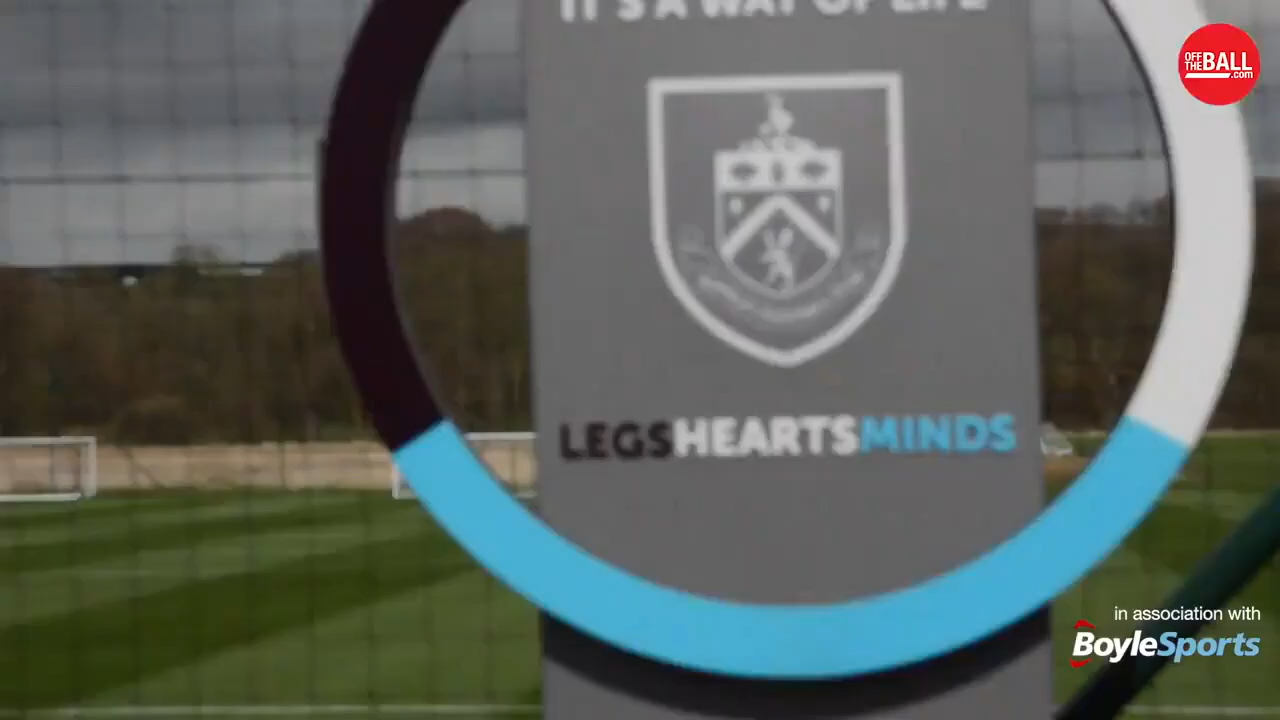 IT'S A WAY OF LIFE
OFF
THE BALL
.com
LEGSHEARTSMINDS
in association with
BoyleSports